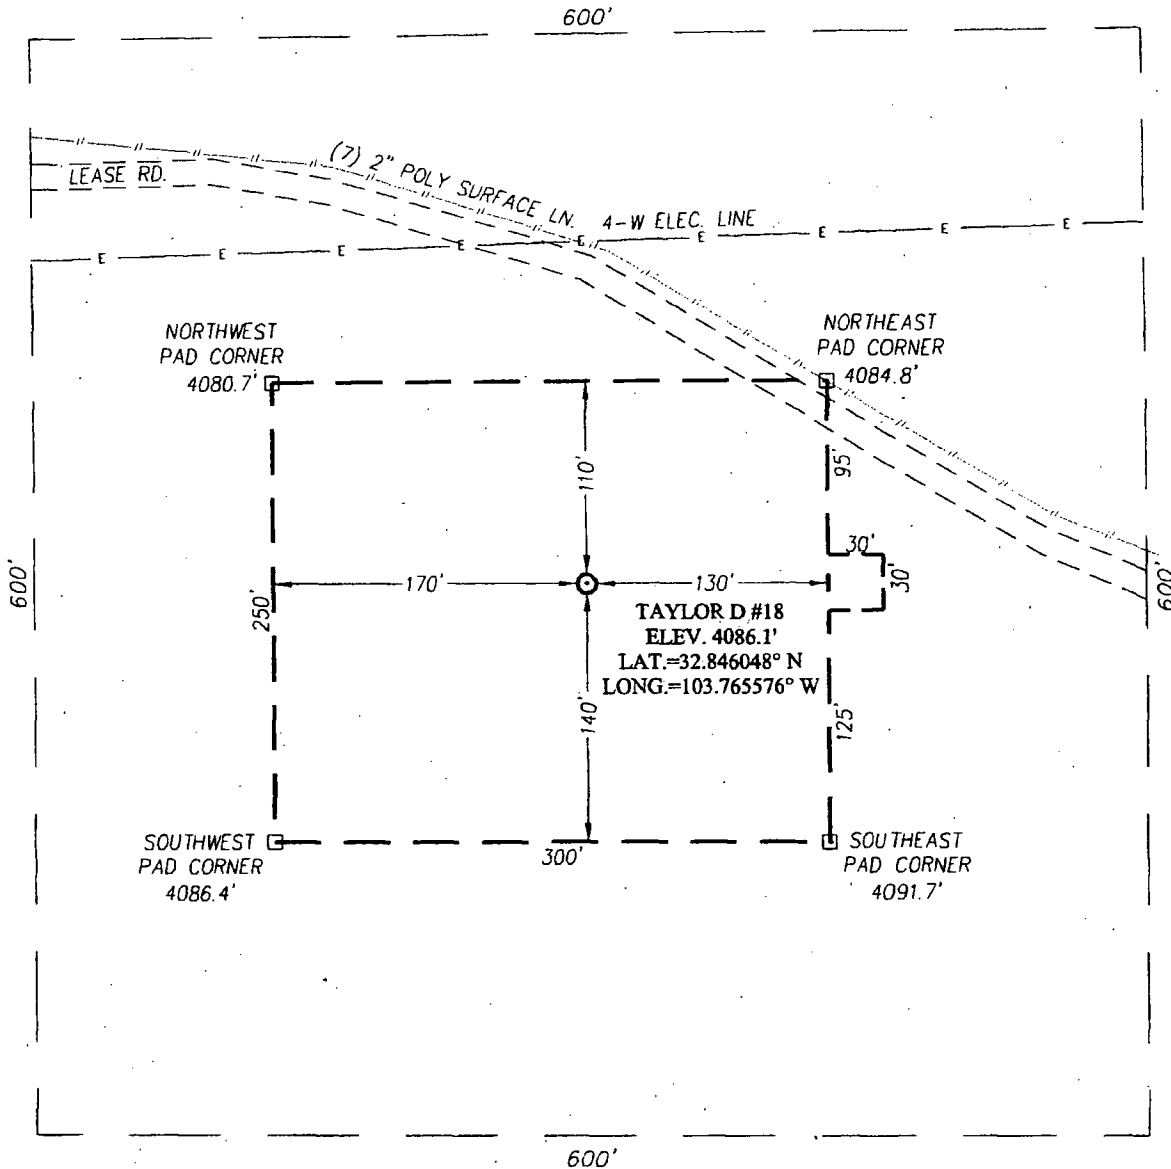 600'
LEASE RD.
(7) 2" POLY SURFACE LN.
4-W ELEC. LINE
E E E E E E E E E
NORTHWEST
PAD CORNER
4080.7'
NORTHEAST
PAD CORNER
4084.8'
110'
95'
30'
30'
600'
250'
170'
130'
600'
TAYLOR D #18
ELEV. 4086.1'
LAT.=32.846048° N
LONG.=103.765576° W
140'
125'
SOUTHWEST
PAD CORNER
4086.4'
300'
SOUTHEAST
PAD CORNER
4091.7'
600'